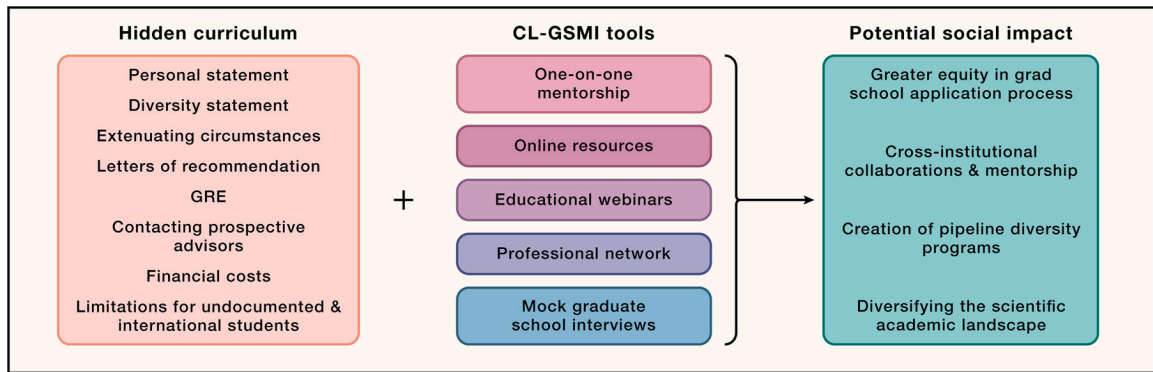 Hidden curriculum
Personal statement
Diversity statement
Extenuating circumstances
Letters of recommendation
GRE
Contacting prospective
advisors
Financial costs
Limitations for undocumented &
international students
+
CL-GSMI tools
One-on-one
mentorship
Online resources
Educational webinars
Professional network
Mock graduate
school interviews
Potential social impact
Greater equity in grad
school application process
Cross-institutional
collaborations & mentorship
Creation of pipeline diversity
programs
Diversifying the scientific
academic landscape